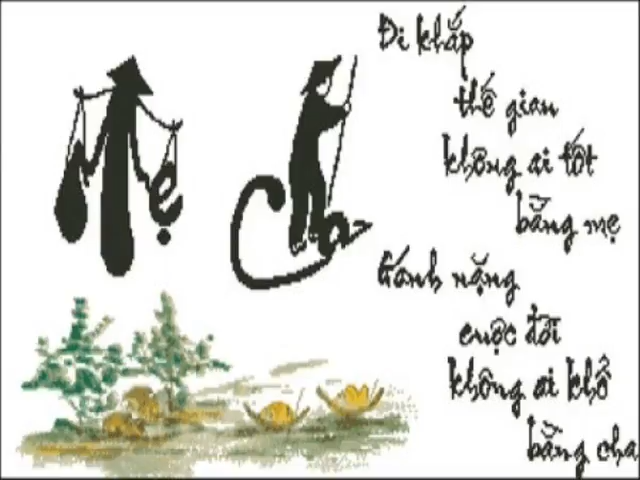 Mẹ Cha
Đi khắp
thế gian
không ai tốt
bằng mẹ
Gánh nặng
cuộc đời
không ai khổ
bằng cha